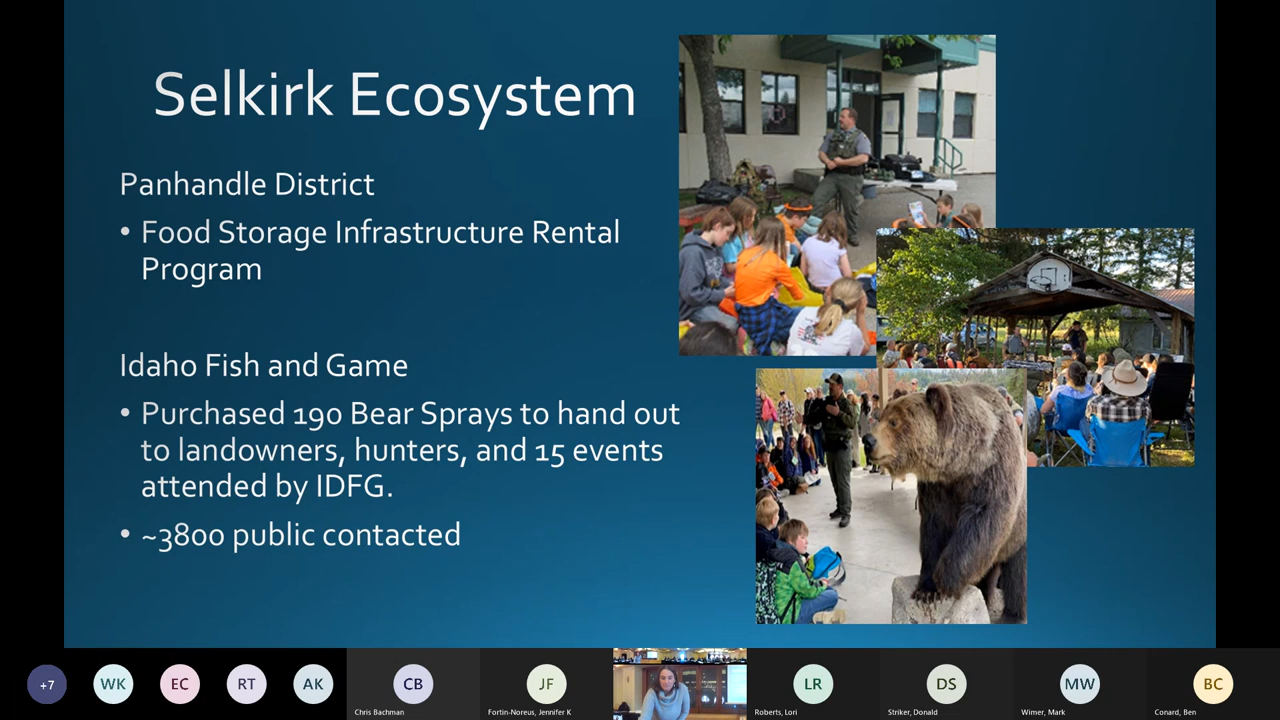 Selkirk Ecosystem
Panhandle District
• Food Storage Infrastructure Rental
Program
Idaho Fish and Game
• Purchased 190 Bear Sprays to hand out
to landowners, hunters, and 15 events
attended by IDFG.
• ~3800 public contacted
+7
WK
EC
RT
AK
CB
Chris Bachman
JF
Fortin-Noreus, Jennifer K
LR
Roberts, Lori
DS
Striker, Donald
MW
Wimer, Mark
BC
Conard, Ben